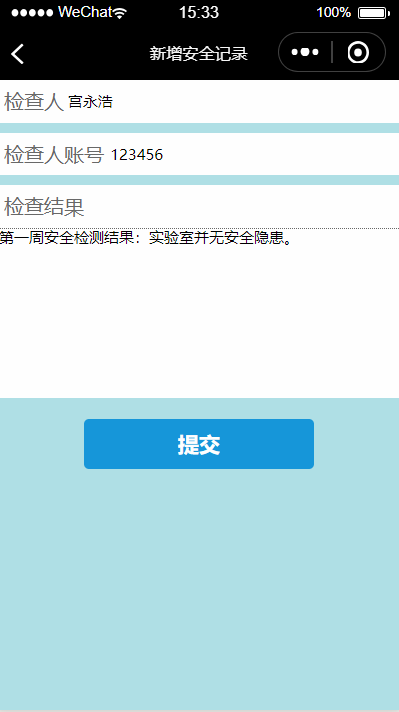 WeChat 15:33 100%
新增安全记录
检查人 宫永浩
检查人账号 123456
检查结果
第一周安全检测结果：实验室并无安全隐患。
提交